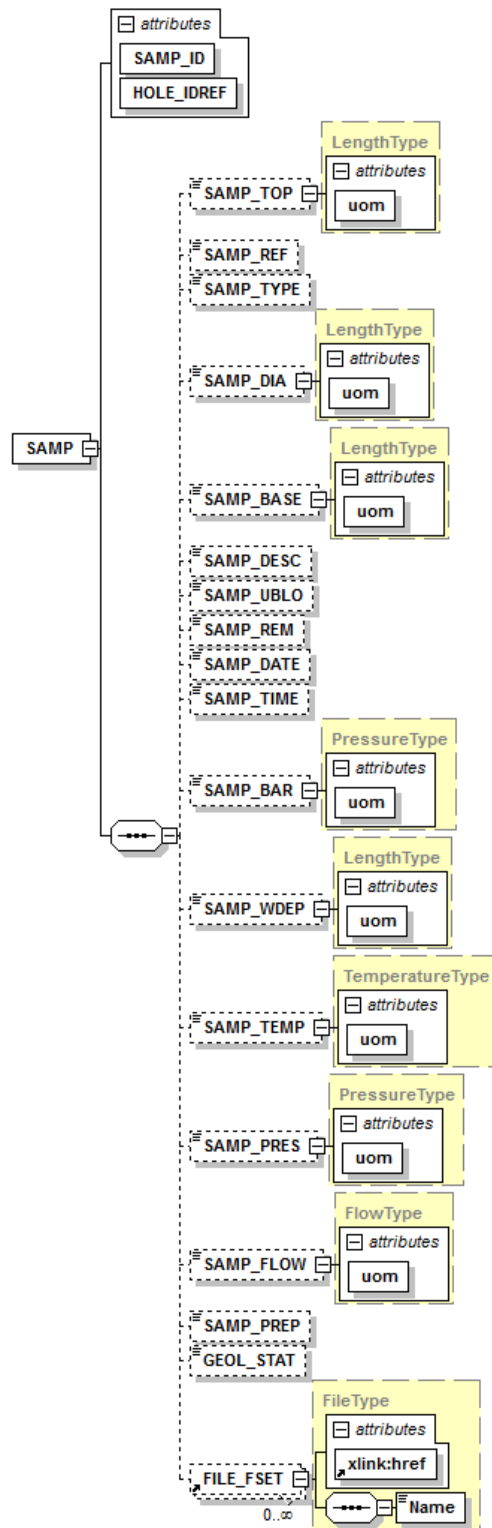 attributes
SAMP_ID
HOLE_IDREF
LengthType
attributes
SAMP_TOP
uom
SAMP_REF
SAMP_TYPE
LengthType
attributes
SAMP_DIA
uom
SAMP
LengthType
attributes
SAMP_BASE
uom
SAMP_DESC
SAMP_UBLO
SAMP_REM
SAMP_DATE
SAMP_TIME
PressureType
attributes
SAMP_BAR
uom
LengthType
attributes
SAMP_WDEP
uom
TemperatureType
attributes
SAMP_TEMP
uom
PressureType
attributes
SAMP_PRES
uom
FlowType
attributes
SAMP_FLOW
uom
SAMP_PREP
GEOL_STAT
FileType
attributes
xlink:href
FILE_FSET
0..∞
Name